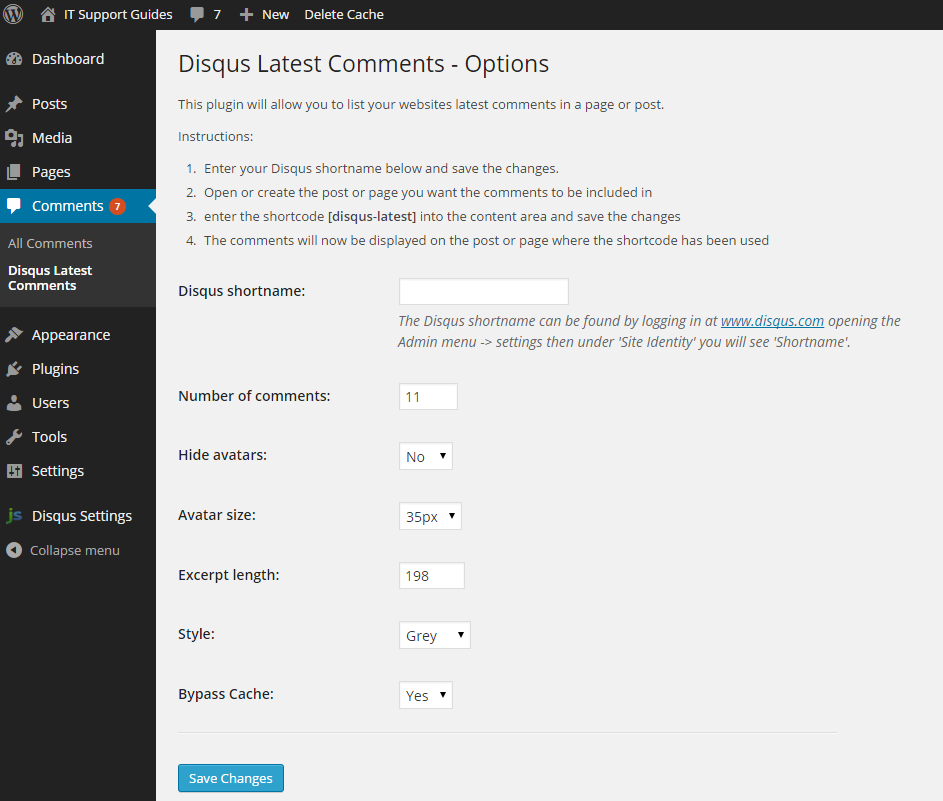 IT Support Guides 7 New Delete Cache
Dashboard
Posts
Media
Pages
Comments 7
All Comments
Disqus Latest
Comments
Appearance
Plugins
Users
Tools
Settings
js Disqus Settings
Collapse menu
Disqus Latest Comments - Options
This plugin will allow you to list your websites latest comments in a page or post.
Instructions:
1. Enter your Disqus shortname below and save the changes.
2. Open or create the post or page you want the comments to be included in
3. enter the shortcode [disqus-latest] into the content area and save the changes
4. The comments will now be displayed on the post or page where the shortcode has been used
Disqus shortname:
The Disqus shortname can be found by logging in at www.disqus.com opening the
Admin menu -> settings then under 'Site Identity' you will see 'Shortname'.
Number of comments: 11
Hide avatars: No
Avatar size: 35px
Excerpt length: 198
Style: Grey
Bypass Cache: Yes
Save Changes